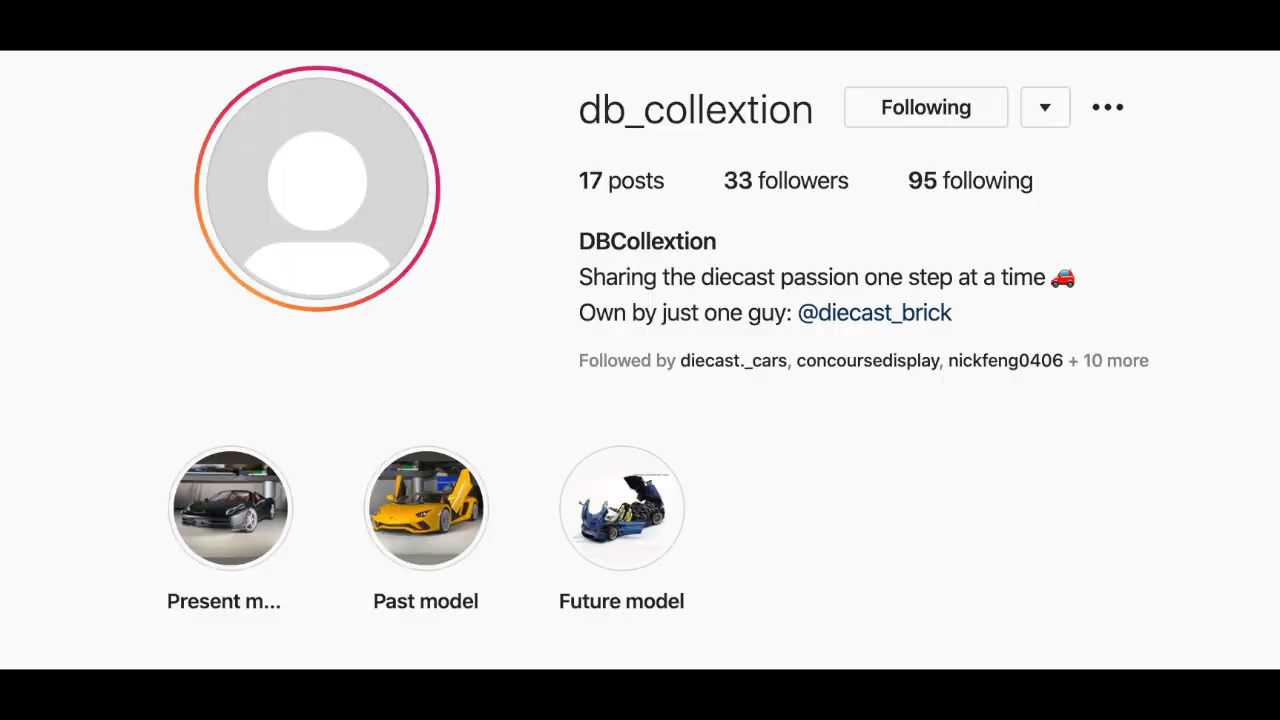 db_collextion Following
17 posts 33 followers 95 following
DBCollextion
Sharing the diecast passion one step at a time 🚗
Own by just one guy: @diecast_brick
Followed by diecast._cars, concoursedisplay, nickfeng0406 + 10 more
Present m... Past model Future model